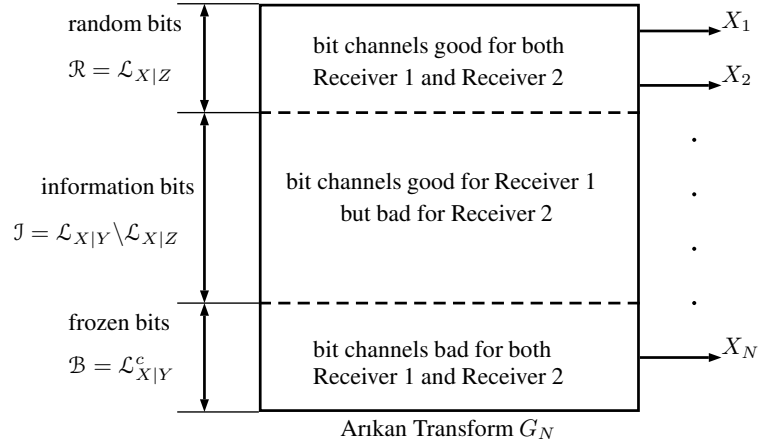 random bits
ℛ = ℒ_{X|Z}
bit channels good for both
Receiver 1 and Receiver 2
X_1
X_2
information bits
ℐ = ℒ_{X|Y}\ℒ_{X|Z}
bit channels good for Receiver 1
but bad for Receiver 2
frozen bits
ℬ = ℒ^c_{X|Y}
bit channels bad for both
Receiver 1 and Receiver 2
X_N
Arıkan Transform G_N